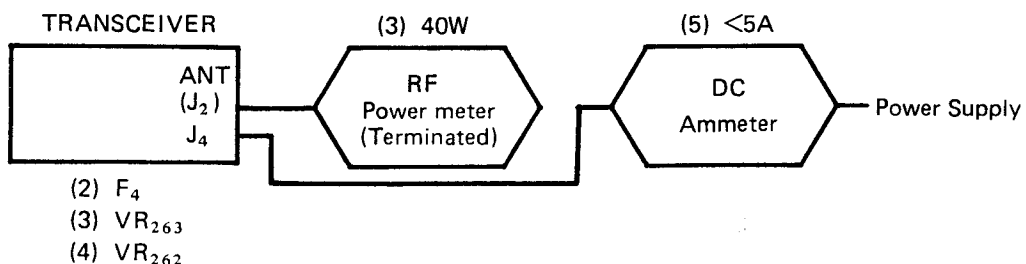 TRANSCEIVER
ANT
(J2)
J4
(2) F4
(3) VR263
(4) VR262
(3) 40W
RF
Power meter
(Terminated)
(5) <5A
DC
Ammeter
Power Supply